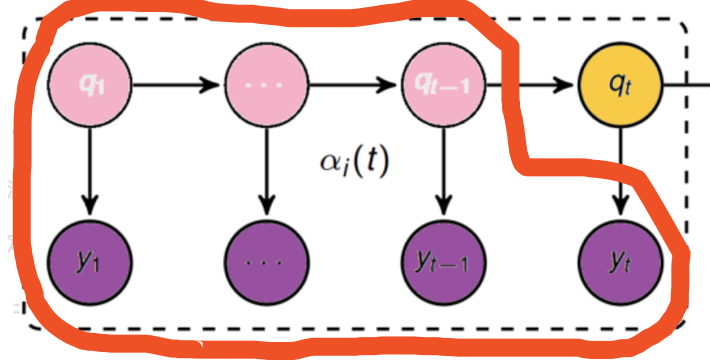 q₁ ⋯ qₜ₋₁ qₜ
αᵢ(t)
y₁ ⋯ yₜ₋₁ yₜ